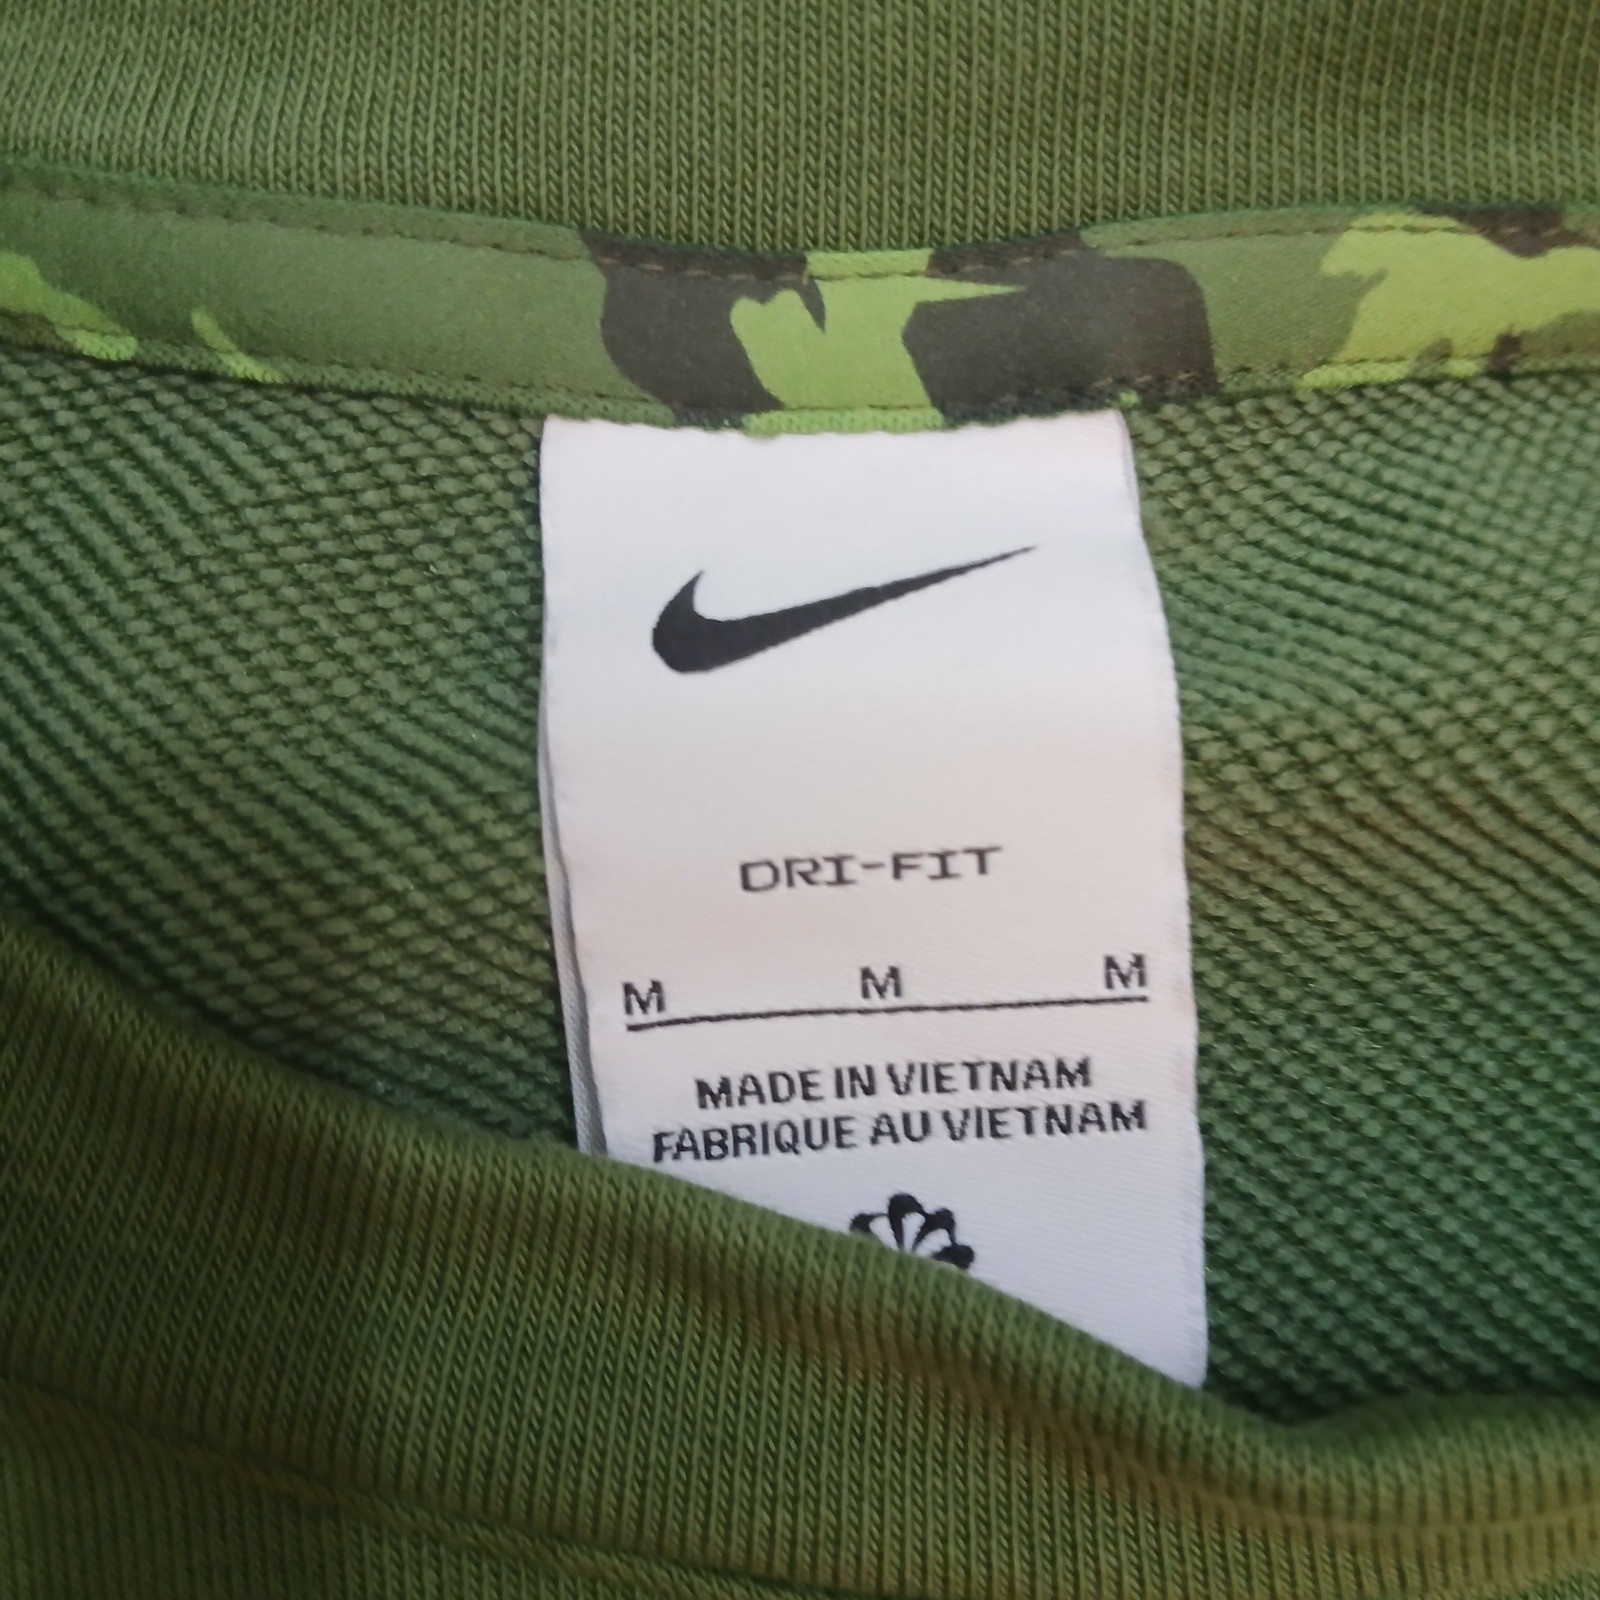 DRI-FIT
M M M
MADE IN VIETNAM
FABRIQUE AU VIETNAM